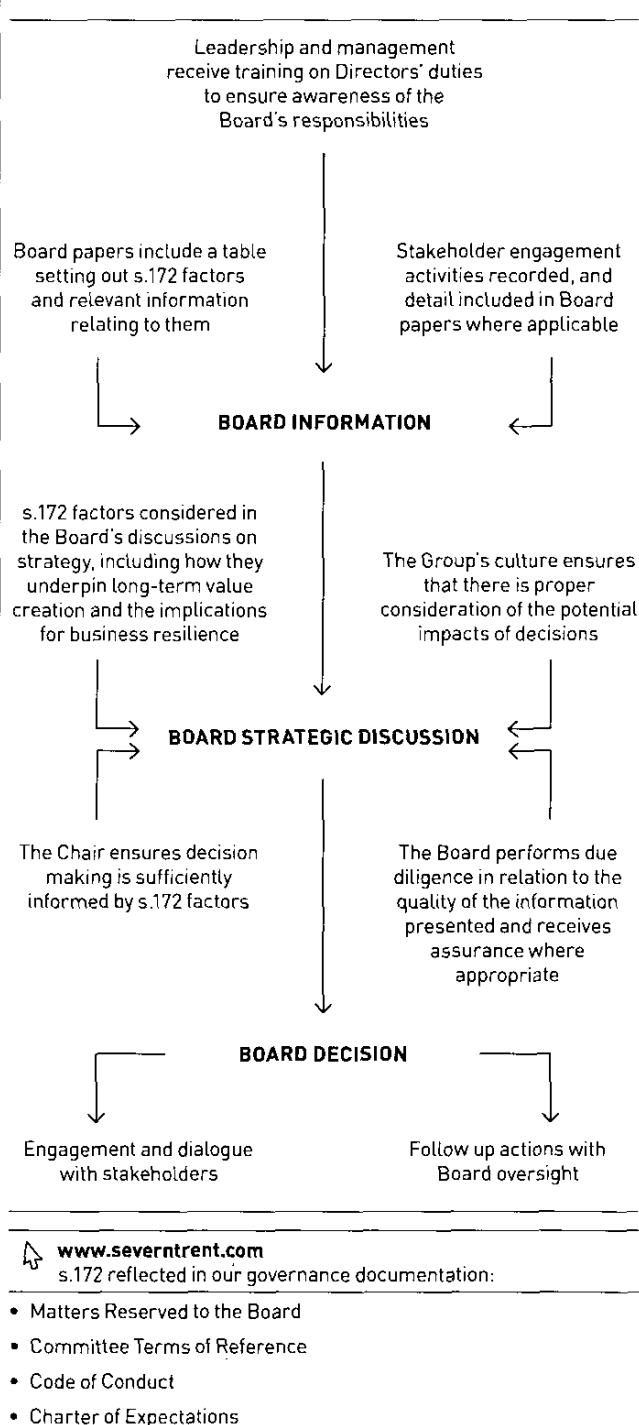 Leadership and management
receive training on Directors' duties
to ensure awareness of the
Board's responsibilities
Board papers include a table
setting out s.172 factors
and relevant information
relating to them
Stakeholder engagement
activities recorded, and
detail included in Board
papers where applicable
BOARD INFORMATION
s.172 factors considered in
the Board's discussions on
strategy, including how they
underpin long-term value
creation and the implications
for business resilience
The Group's culture ensures
that there is proper
consideration of the potential
impacts of decisions
BOARD STRATEGIC DISCUSSION
The Chair ensures decision
making is sufficiently
informed by s.172 factors
The Board performs due
diligence in relation to the
quality of the information
presented and receives
assurance where
appropriate
BOARD DECISION
Engagement and dialogue
with stakeholders
Follow up actions with
Board oversight
www.severntrent.com
s.172 reflected in our governance documentation:
• Matters Reserved to the Board
• Committee Terms of Reference
• Code of Conduct
• Charter of Expectations